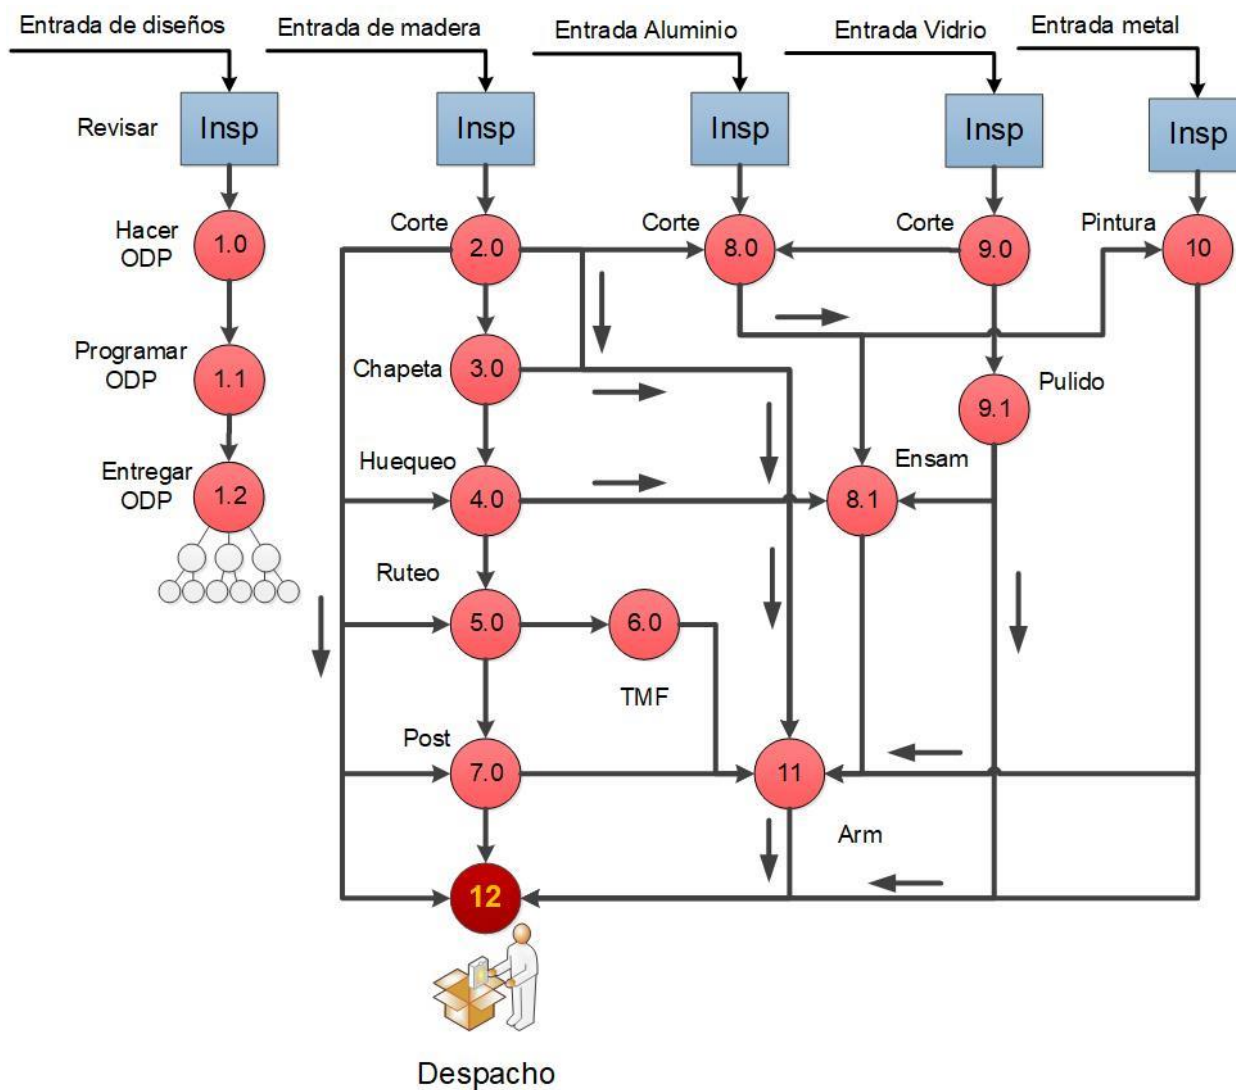 Entrada de diseños
Entrada de madera
Entrada Aluminio
Entrada Vidrio
Entrada metal
Revisar
Insp
Insp
Insp
Insp
Insp
Hacer
ODP
1.0
Corte
2.0
Corte
8.0
Corte
9.0
Pintura
10
Programar
ODP
1.1
Chapeta
3.0
9.1
Pulido
Entregar
ODP
1.2
Huequeo
4.0
Ensam
8.1
Ruteo
5.0
6.0
TMF
Post
7.0
11
Arm
12
Despacho